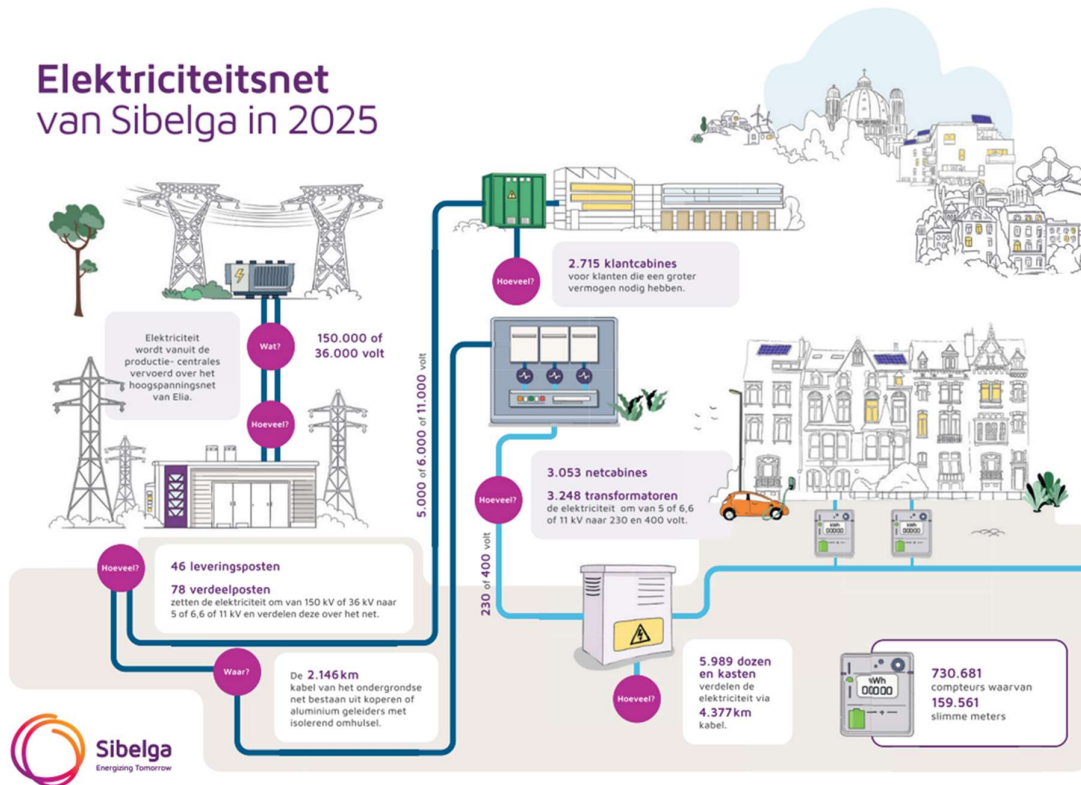 Elektriciteitsnet
van Sibelga in 2025
Elektriciteit
wordt vanuit de
productie- centrales
vervoerd over het
hoogspanningsnet
van Elia.
Wat?
150.000 of
36.000 volt
Hoeveel?
Hoeveel?
46 leveringsposten
78 verdeelposten
zetten de elektriciteit om van 150 kV of 36 kV naar
5 of 6,6 of 11 kV en verdelen deze over het net.
Waar?
De 2.146 km
kabel van het ondergrondse
net bestaan uit koperen of
aluminium geleiders met
isolerend omhulsel.
5.000 of 6.000 of 11.000 volt
Hoeveel?
2.715 klantcabines
voor klanten die een groter
vermogen nodig hebben.
Hoeveel?
3.053 netcabines
3.248 transformatoren
de elektriciteit om van 5 of 6,6
of 11 kV naar 230 en 400 volt.
230 of 400 volt
Hoeveel?
5.989 dozen
en kasten
verdelen de
elektriciteit via
4.377 km
kabel.
kWh
00000
kWh
00000
kWh
00000
730.681
compteurs waarvan
159.561
slimme meters
Sibelga
Energizing Tomorrow